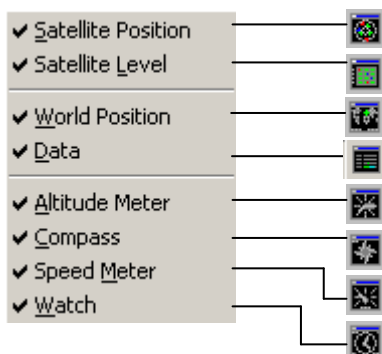 Satellite Position
Satellite Level
World Position
Data
Altitude Meter
Compass
Speed Meter
Watch